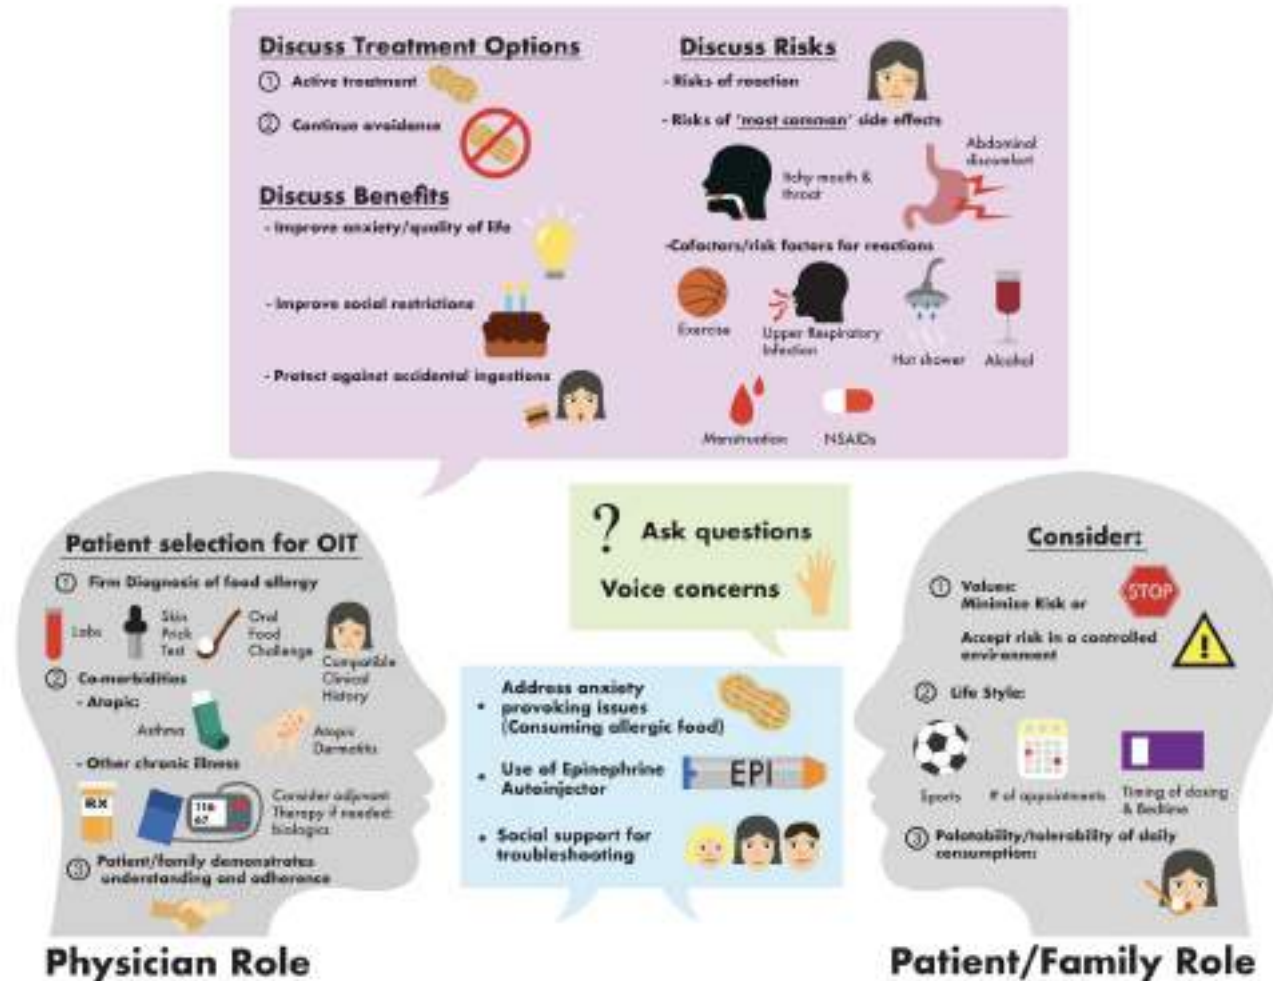 Discuss Treatment Options
① Active treatment
② Continue avoidance
Discuss Benefits
- Improve anxiety/quality of life
- Improve social restrictions
- Protect against accidental ingestions
Discuss Risks
- Risks of reaction
- Risks of 'most common' side effects
Itchy mouth &
throat
Abdominal
discomfort
-Cofactors/risk factors for reactions
Exercise
Upper Respiratory
Infection
Hot shower
Alcohol
Menstruation
NSAIDs
Patient selection for OIT
① Firm Diagnosis of food allergy
Labs
Skin
Prick
Test
Oral
Food
Challenge
Compatible
Clinical
History
② Co-morbidities
- Atopic:
Asthma
Atopic
Dermatitis
- Other chronic illness
RX
118
67
Consider adjuvant
Therapy if needed:
biologics
③ Patient/family demonstrates
understanding and adherence
Physician Role
? Ask questions
Voice concerns
• Address anxiety
provoking issues
(Consuming allergic food)
• Use of Epinephrine
Autoinjector
EPI
• Social support for
troubleshooting
Consider:
① Values:
Minimize Risk or
STOP
Accept risk in a controlled
environment
② Life Style:
Sports
# of appointments
Timing of dosing
& Bedtime
③ Palatability/tolerability of daily
consumption:
Patient/Family Role